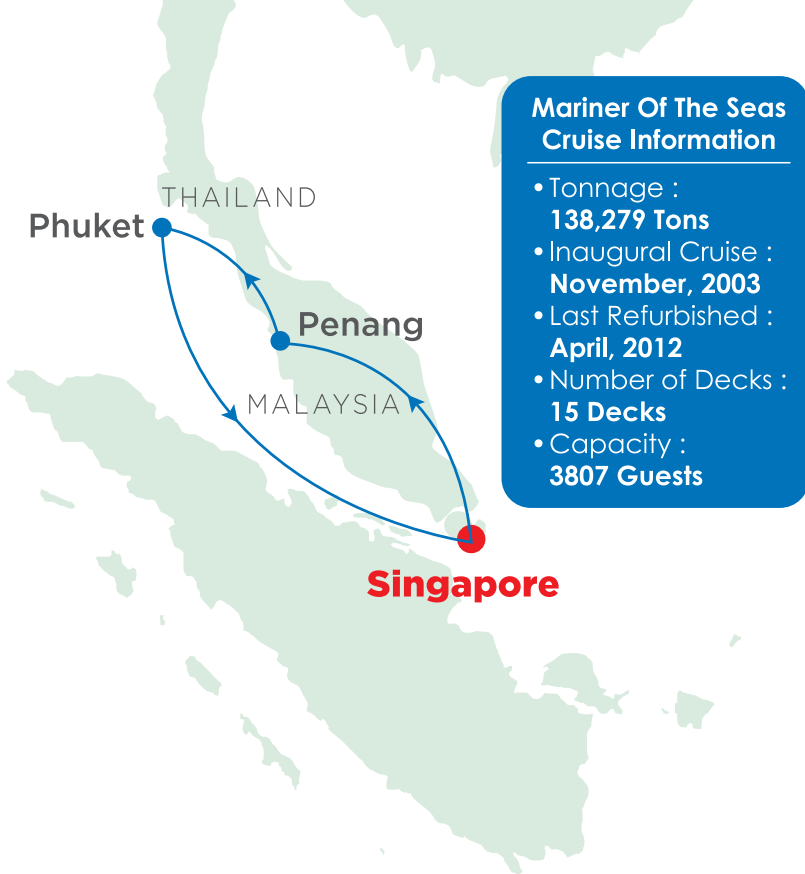 THAILAND
Phuket
Penang
MALAYSIA
Singapore
Mariner Of The Seas
Cruise Information
• Tonnage :
138,279 Tons
• Inaugural Cruise :
November, 2003
• Last Refurbished :
April, 2012
• Number of Decks :
15 Decks
• Capacity :
3807 Guests